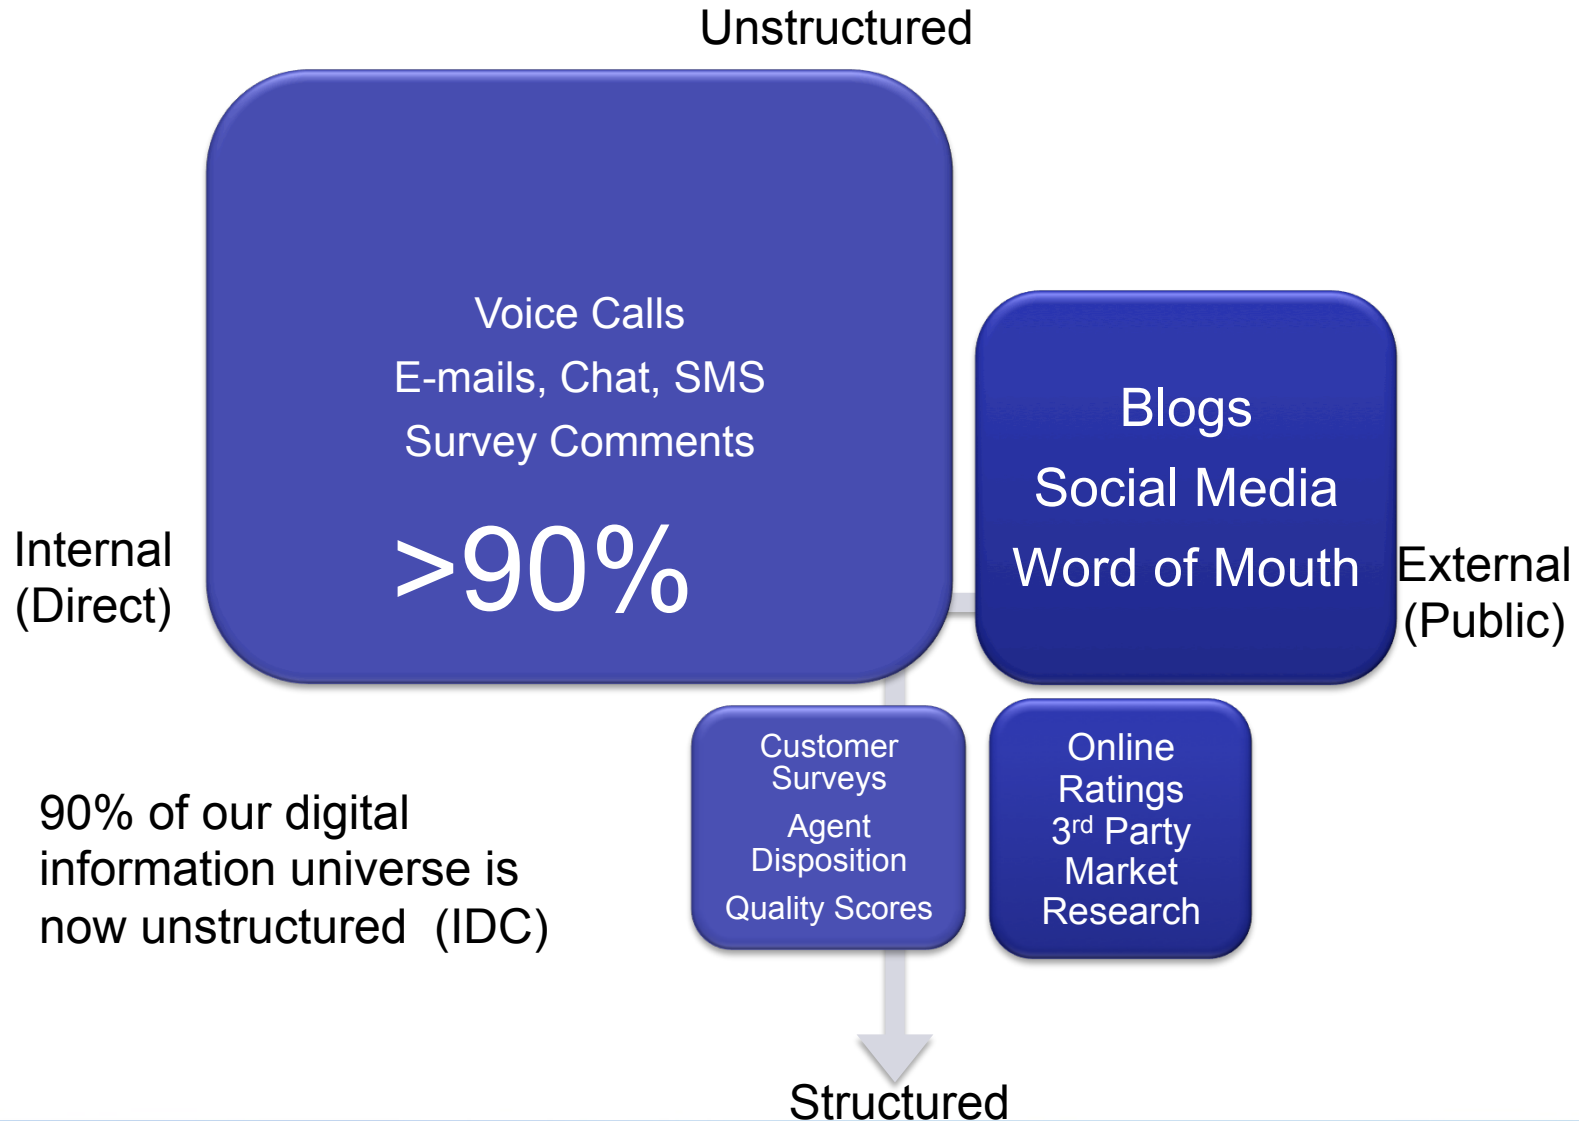 Unstructured
Voice Calls
E-mails, Chat, SMS
Survey Comments
>90%
Blogs
Social Media
Word of Mouth
Internal
(Direct)
External
(Public)
Customer
Surveys
Agent
Disposition
Quality Scores
Online
Ratings
3rd Party
Market
Research
90% of our digital
information universe is
now unstructured (IDC)
Structured